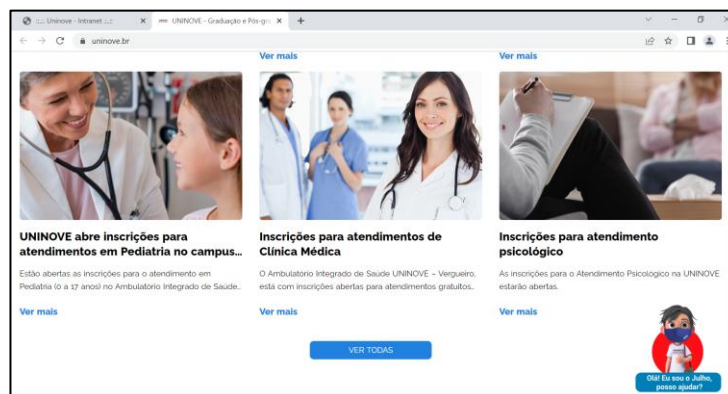 ::.: Uninove - Intranet ::.::
UNINOVE - Graduação e Pós-gra
uninove.br
Ver mais
Ver mais
UNINOVE abre inscrições para
atendimentos em Pediatria no campus...
Estão abertas as inscrições para o atendimento em
Pediatria (0 a 17 anos) no Ambulatório Integrado de Saúde...
Ver mais
Inscrições para atendimentos de
Clínica Médica
O Ambulatório Integrado de Saúde UNINOVE – Vergueiro,
está com inscrições abertas para atendimentos gratuitos...
Ver mais
Inscrições para atendimento
psicológico
As inscrições para o Atendimento Psicológico na UNINOVE
estarão abertas.
Ver mais
VER TODAS
Olá! Eu sou o Julho,
posso ajudar?